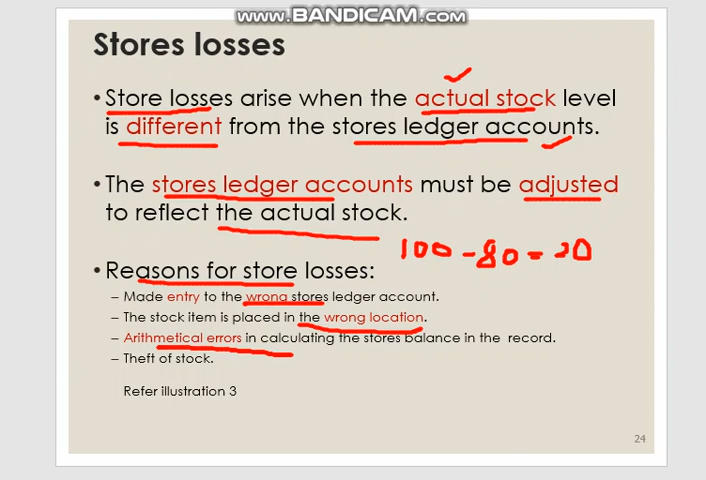 www.BANDICAM.com
Stores losses
• Store losses arise when the actual stock level
is different from the stores ledger accounts.
• The stores ledger accounts must be adjusted
to reflect the actual stock.
100 - 80 = 20
• Reasons for store losses:
– Made entry to the wrong stores ledger account.
– The stock item is placed in the wrong location.
– Arithmetical errors in calculating the stores balance in the record.
– Theft of stock.
Refer illustration 3
24